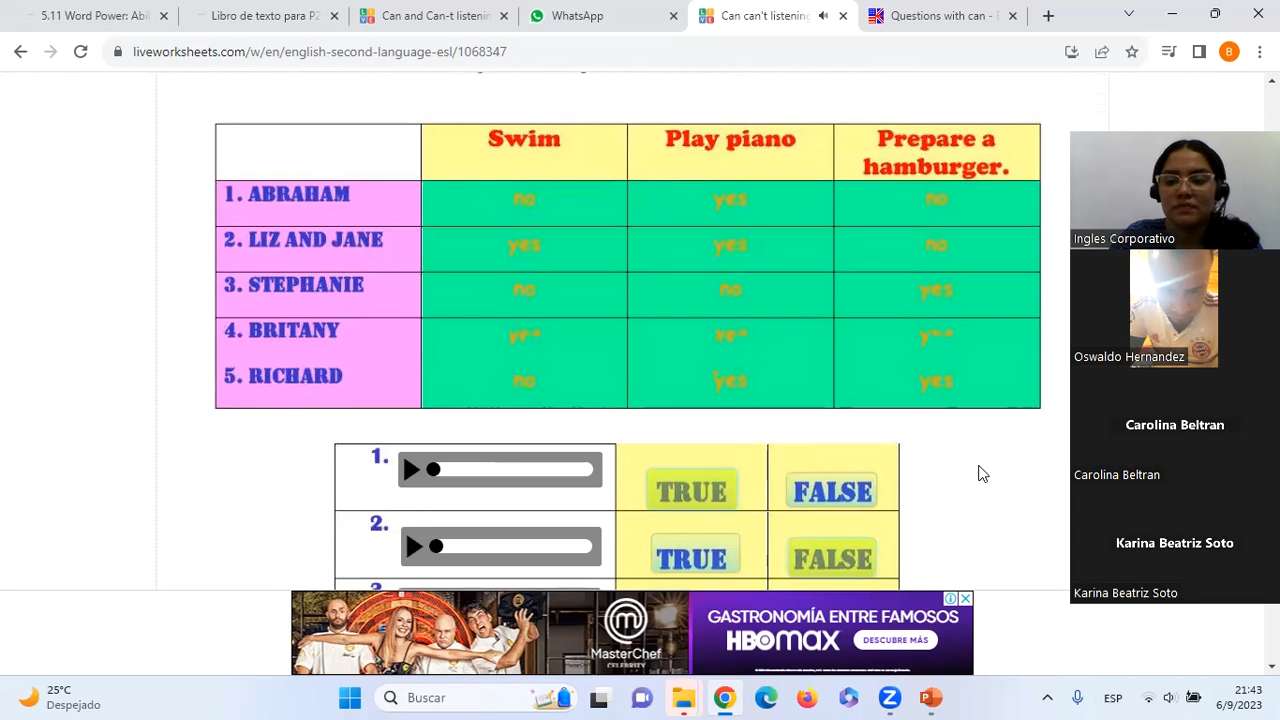 5.11 Word Power: Abil
Libro de texto para P2
Can and Can-t listenin
WhatsApp
Can can't listening
Questions with can - E
liveworksheets.com/w/en/english-second-language-esl/1068347
B
Swim
Play piano
Prepare a
hamburger.
1. ABRAHAM
no
yes
no
2. LIZ AND JANE
yes
yes
no
3. STEPHANIE
no
no
yes
4. BRITANY
5. RICHARD
no
yes
yes
1.
TRUE
FALSE
2.
TRUE
FALSE
Ingles Corporativo
Oswaldo Hernandez
Carolina Beltran
Carolina Beltran
Karina Beatriz Soto
Karina Beatriz Soto
MasterChef
CELEBRITY
GASTRONOMÍA ENTRE FAMOSOS
HBOMAX
DESCUBRE MÁS
25°C
Despejado
Buscar
ESP
21:43
6/9/2023